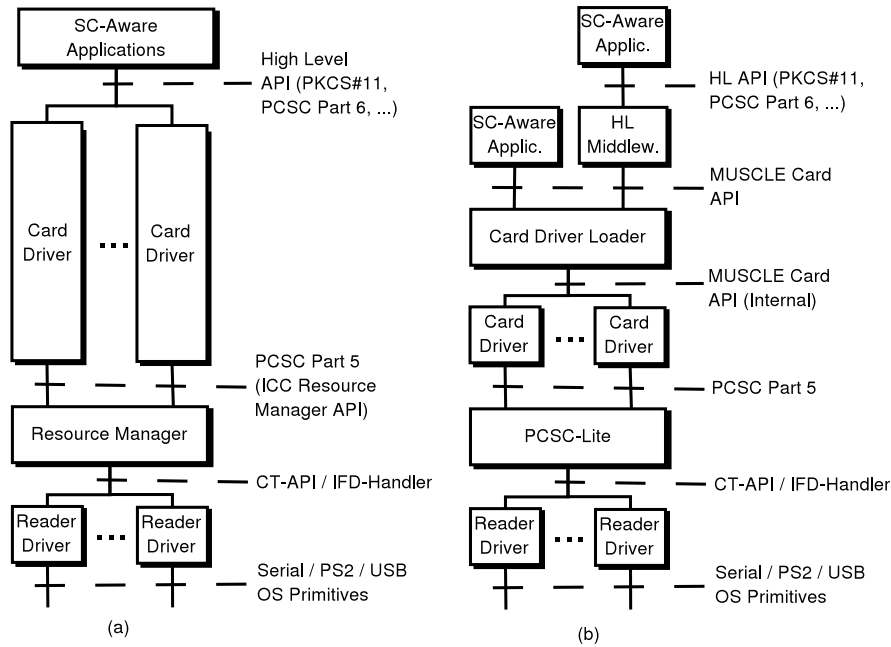 SC-Aware
Applications
High Level
API (PKCS#11,
PCSC Part 6, ...)
Card
Driver
...
Card
Driver
PCSC Part 5
(ICC Resource
Manager API)
Resource Manager
CT-API / IFD-Handler
Reader
Driver
...
Reader
Driver
Serial / PS2 / USB
OS Primitives
(a)
SC-Aware
Applic.
HL API (PKCS#11,
PCSC Part 6, ...)
SC-Aware
Applic.
HL
Middlew.
MUSCLE Card
API
Card Driver Loader
MUSCLE Card
API (Internal)
Card
Driver
...
Card
Driver
PCSC Part 5
PCSC-Lite
CT-API / IFD-Handler
Reader
Driver
...
Reader
Driver
Serial / PS2 / USB
OS Primitives
(b)